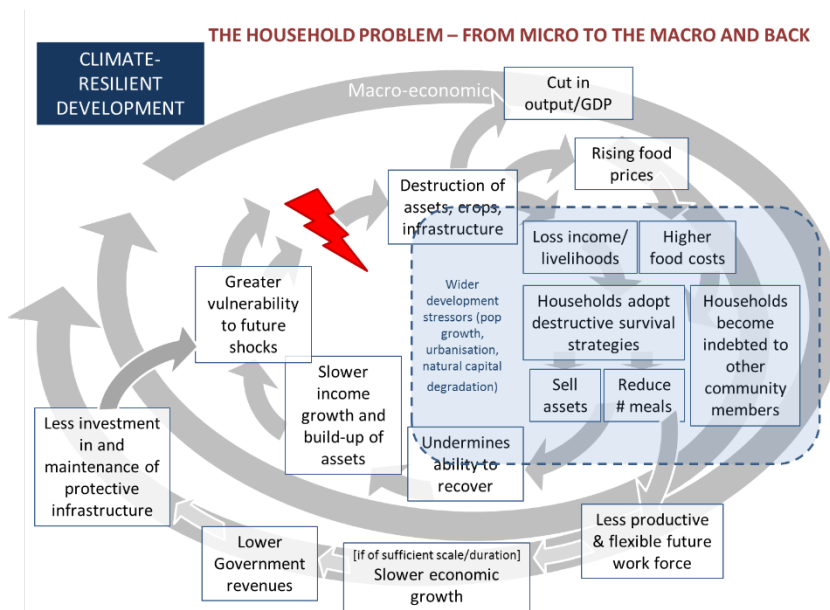 THE HOUSEHOLD PROBLEM – FROM MICRO TO THE MACRO AND BACK
CLIMATE-
RESILIENT
DEVELOPMENT
Macro-economic
Cut in
output/GDP
Rising food
prices
Destruction of
assets, crops,
infrastructure
Loss income/
livelihoods
Higher
food costs
Greater
vulnerability
to future
shocks
Wider
development
stressors (pop
growth,
urbanisation,
natural capital
degradation)
Households adopt
destructive survival
strategies
Households
become
indebted to
other
community
members
Sell
assets
Reduce
# meals
Slower
income
growth and
build-up of
assets
Undermines
ability to
recover
Less investment
in and
maintenance of
protective
infrastructure
Less productive
& flexible future
work force
Lower
Government
revenues
[if of sufficient scale/duration]
Slower economic
growth